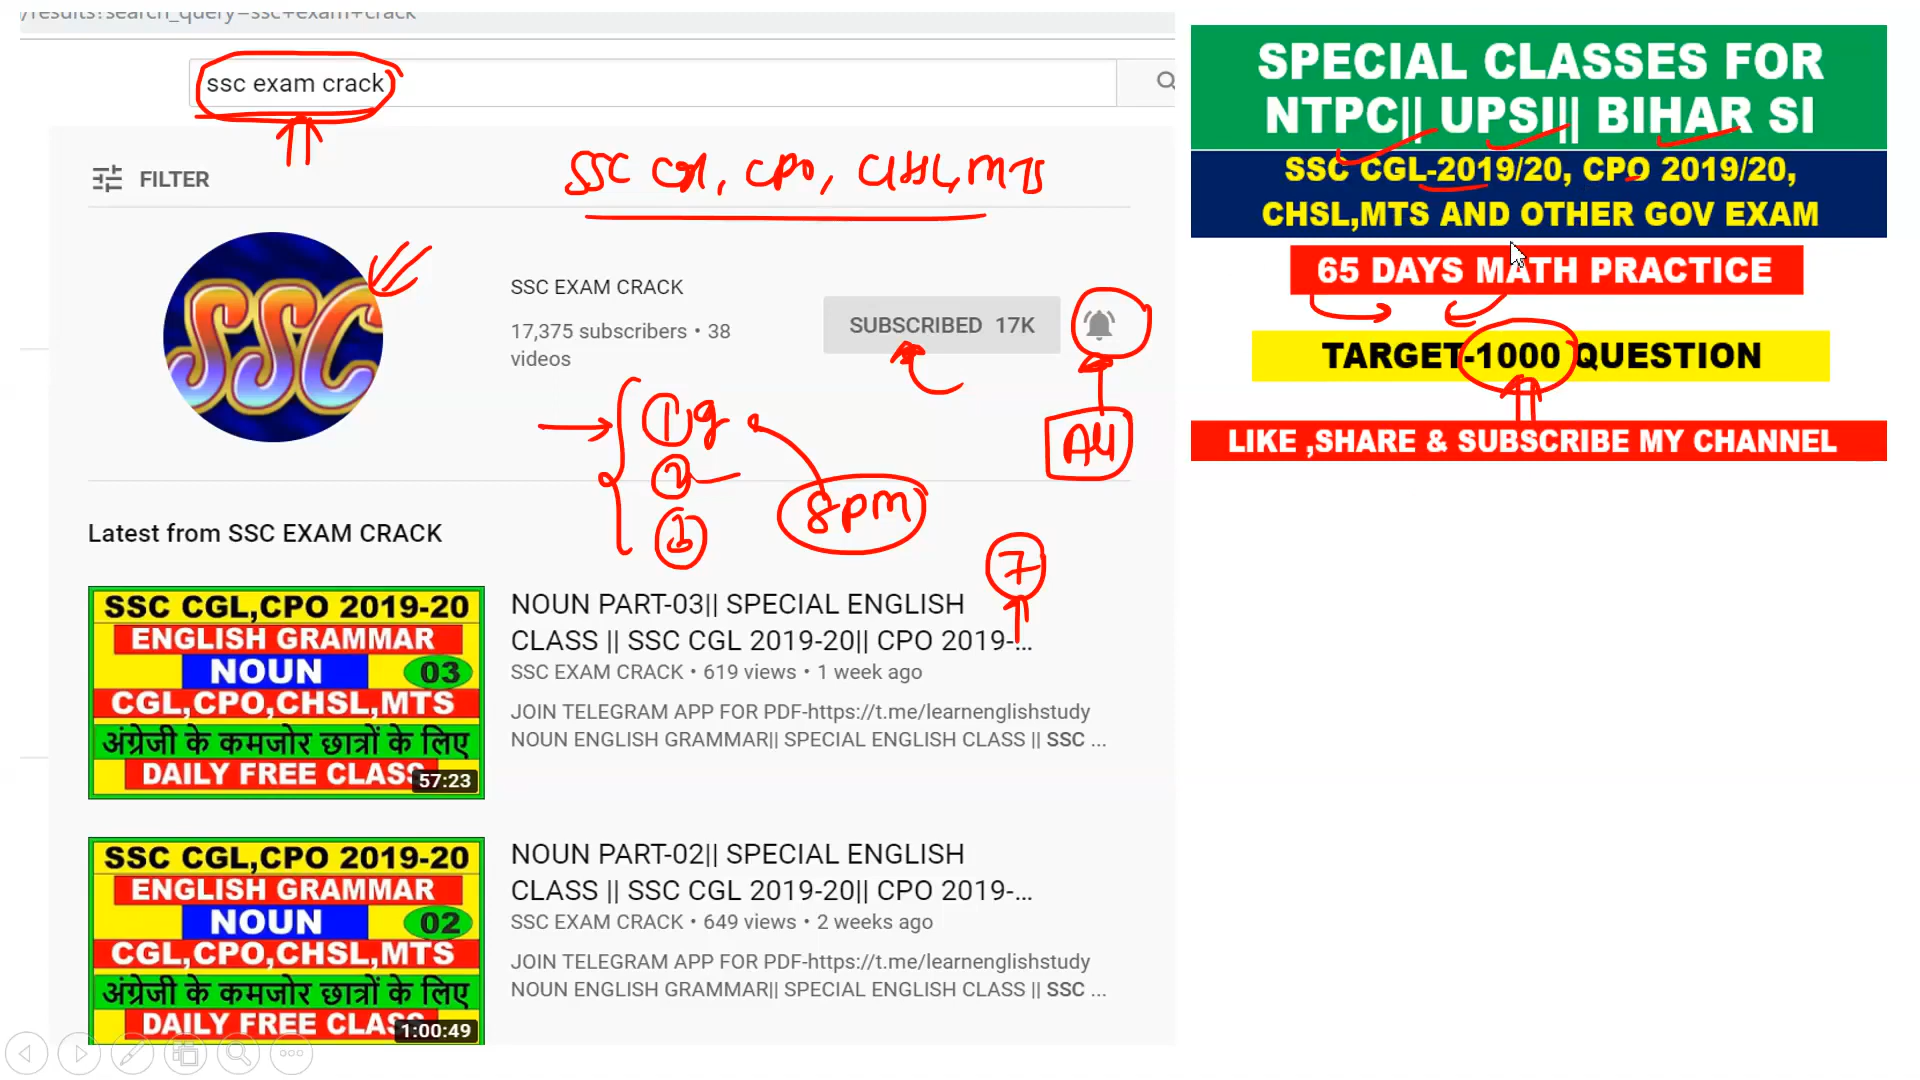 /results?search_query=ssc+exam+crack
ssc exam crack
FILTER
SSC CGL, CPO, CHSL, MTS
SSC
SSC EXAM CRACK
17,375 subscribers • 38
videos
SUBSCRIBED 17K
All
1
2
3
8pm
7
Latest from SSC EXAM CRACK
SSC CGL,CPO 2019-20
ENGLISH GRAMMAR
NOUN 03
CGL,CPO,CHSL,MTS
अंग्रेजी के कमजोर छात्रों के लिए
DAILY FREE CLASS
57:23
NOUN PART-03|| SPECIAL ENGLISH
CLASS || SSC CGL 2019-20|| CPO 2019-...
SSC EXAM CRACK • 619 views • 1 week ago
JOIN TELEGRAM APP FOR PDF-https://t.me/learnenglishstudy
NOUN ENGLISH GRAMMAR|| SPECIAL ENGLISH CLASS || SSC ...
SSC CGL,CPO 2019-20
ENGLISH GRAMMAR
NOUN 02
CGL,CPO,CHSL,MTS
अंग्रेजी के कमजोर छात्रों के लिए
DAILY FREE CLASS
1:00:49
NOUN PART-02|| SPECIAL ENGLISH
CLASS || SSC CGL 2019-20|| CPO 2019-...
SSC EXAM CRACK • 649 views • 2 weeks ago
JOIN TELEGRAM APP FOR PDF-https://t.me/learnenglishstudy
NOUN ENGLISH GRAMMAR|| SPECIAL ENGLISH CLASS || SSC ...
SPECIAL CLASSES FOR
NTPC|| UPSI|| BIHAR SI
SSC CGL-2019/20, CPO 2019/20,
CHSL,MTS AND OTHER GOV EXAM
65 DAYS MATH PRACTICE
TARGET-1000 QUESTION
LIKE ,SHARE & SUBSCRIBE MY CHANNEL